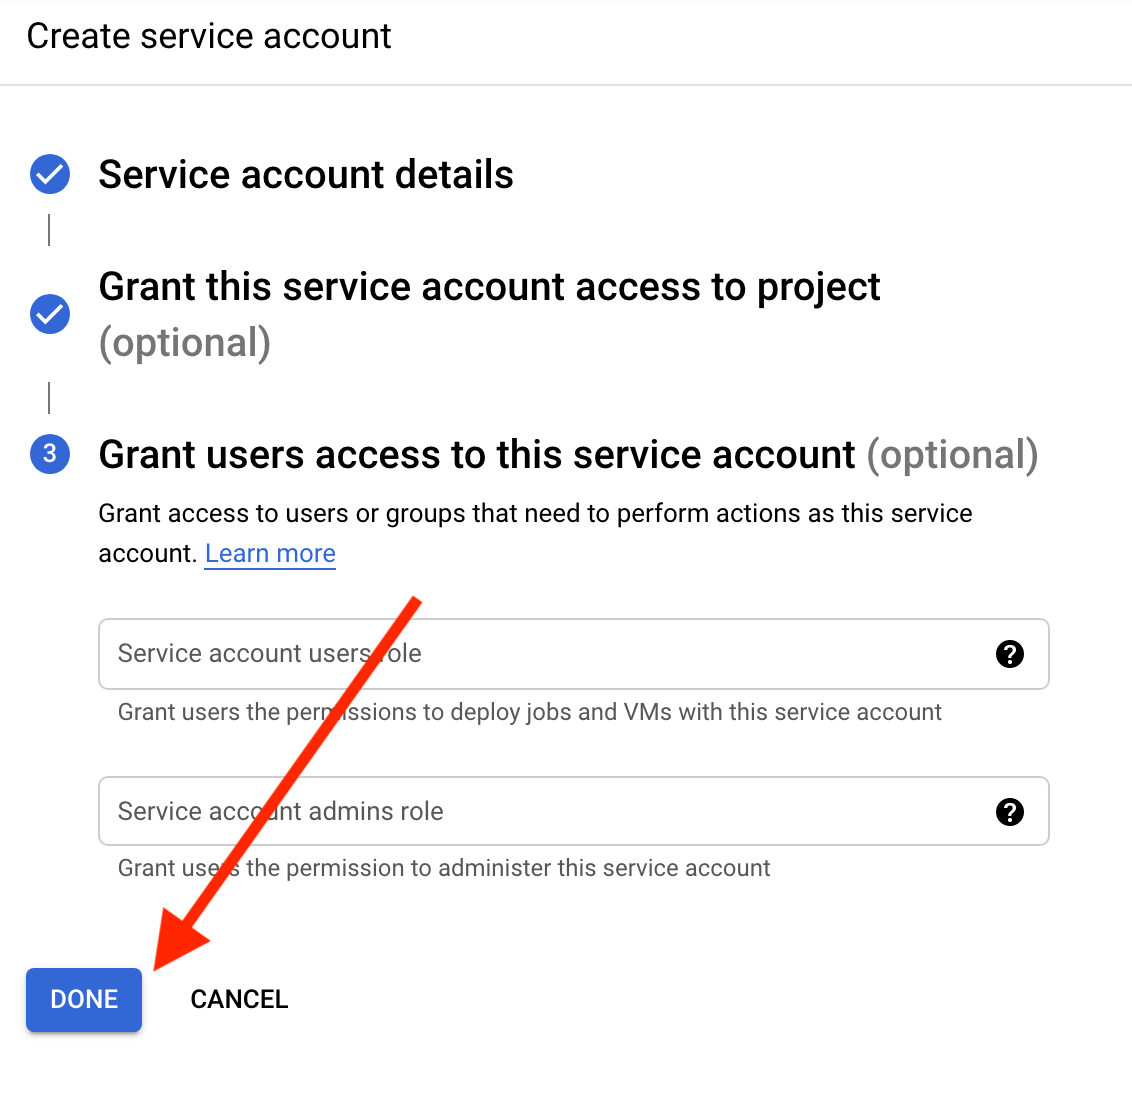 Create service account
Service account details
Grant this service account access to project
(optional)
3
Grant users access to this service account (optional)
Grant access to users or groups that need to perform actions as this service
account. Learn more
Service account users role
?
Grant users the permissions to deploy jobs and VMs with this service account
Service account admins role
?
Grant users the permission to administer this service account
DONE
CANCEL